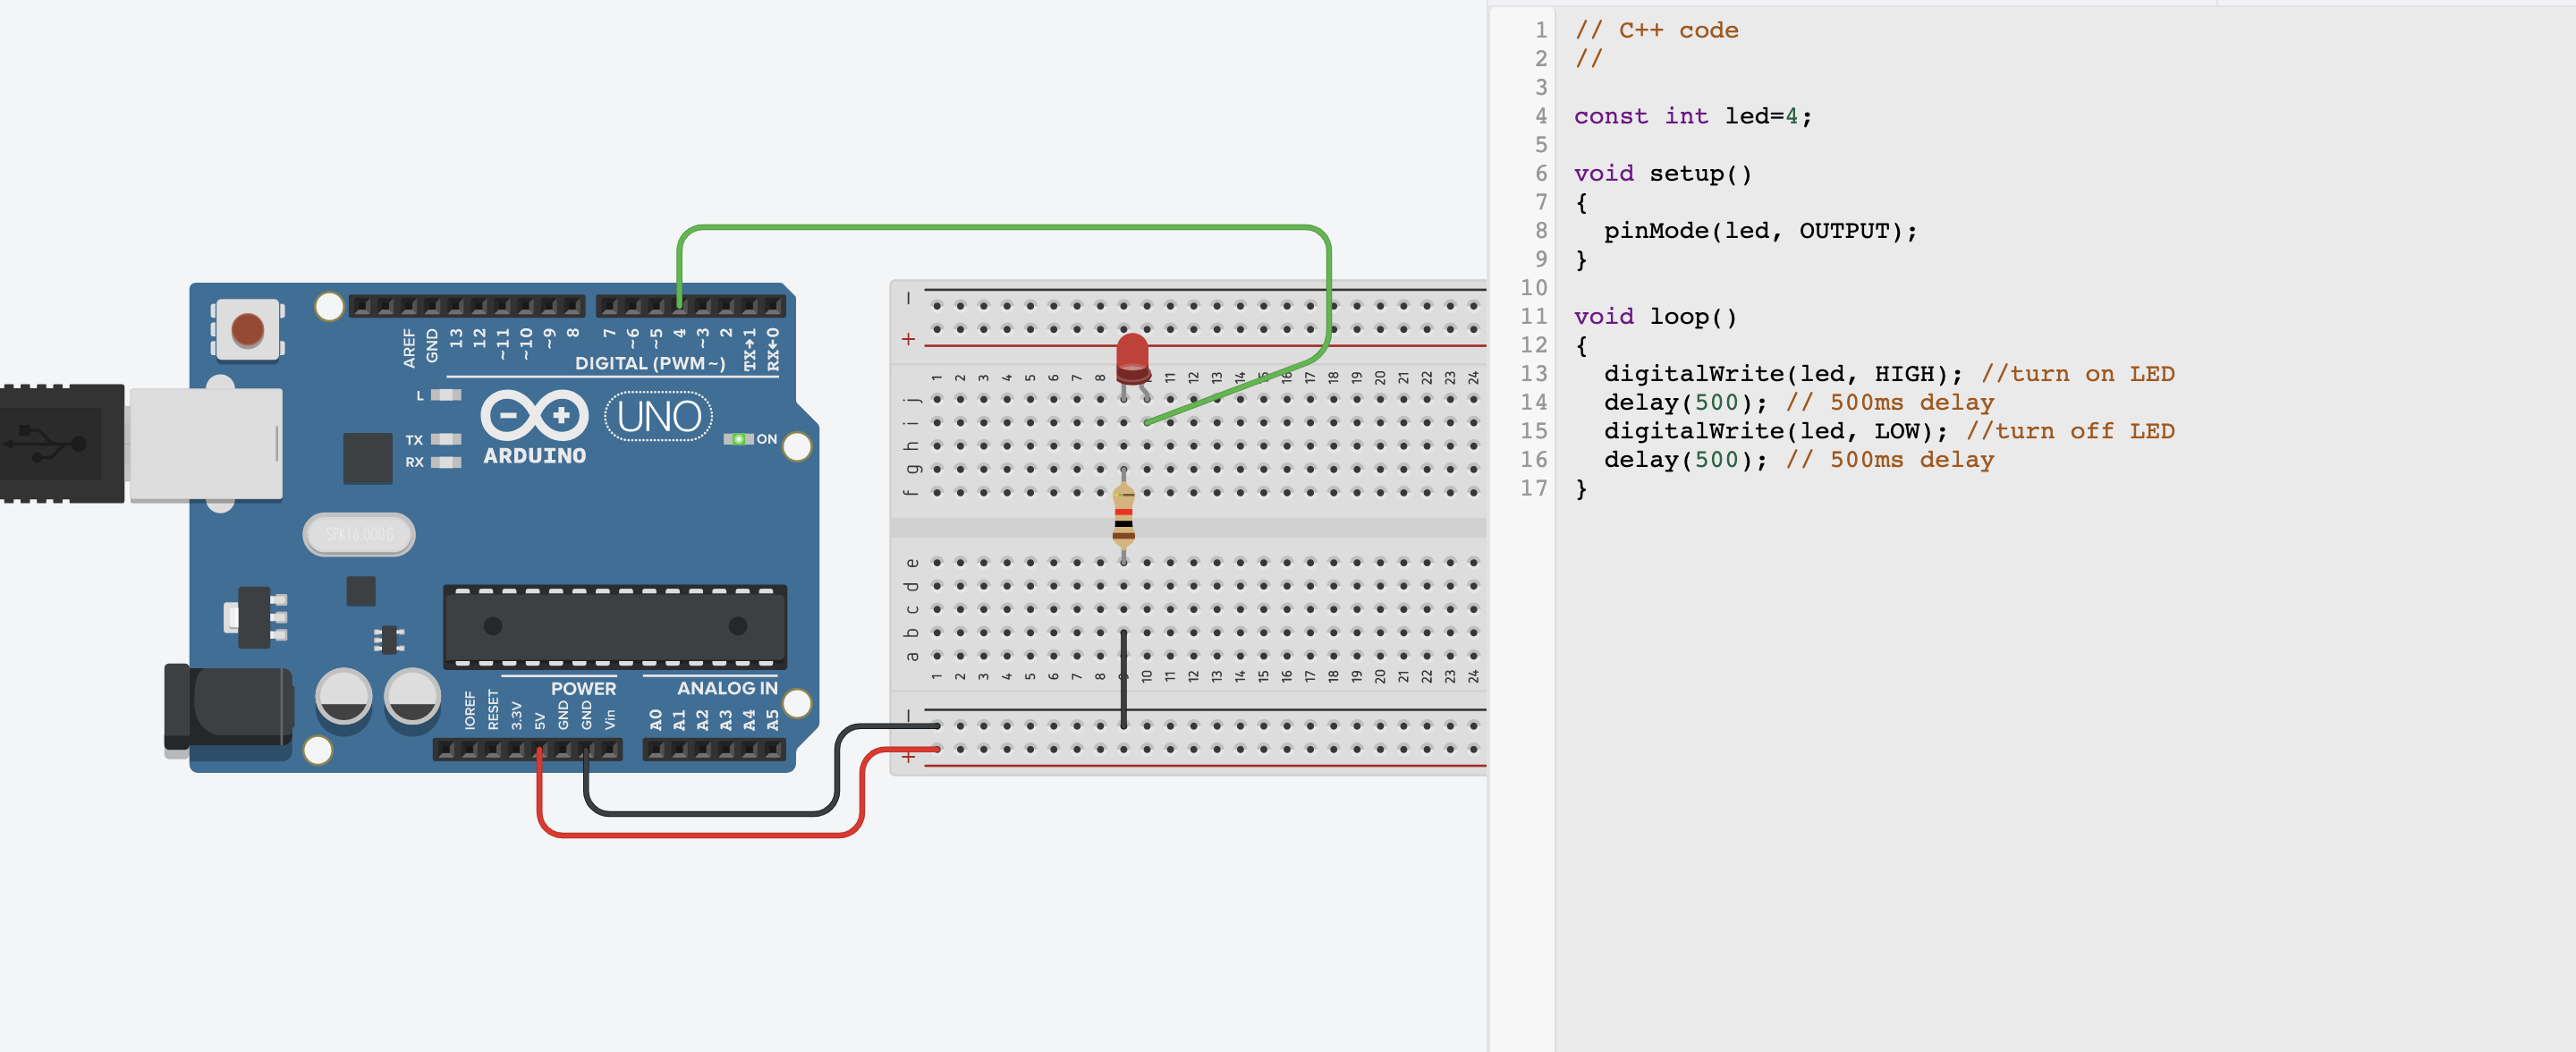 AREF
GND
13
12
~11
~10
~9
8
7
~6
~5
4
~3
2
TX→1
RX←0
DIGITAL (PWM~)
L
TX
RX
UNO
ARDUINO
ON
SPK16.000G
POWER
ANALOG IN
IOREF
RESET
3.3V
5V
GND
GND
Vin
A0
A1
A2
A3
A4
A5
−
+
1 2 3 4 5 6 7 8 11 12 13 14 15 16 17 18 19 20 21 22 23 24
j
i
h
g
f
e
d
c
b
a
1 2 3 4 5 6 7 8 10 11 12 13 14 15 16 17 18 19 20 21 22 23 24
−
+
1 // C++ code
2 //
3
4 const int led=4;
5
6 void setup()
7 {
8 pinMode(led, OUTPUT);
9 }
10
11 void loop()
12 {
13 digitalWrite(led, HIGH); //turn on LED
14 delay(500); // 500ms delay
15 digitalWrite(led, LOW); //turn off LED
16 delay(500); // 500ms delay
17 }